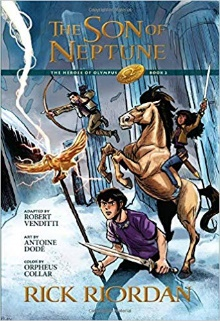 THE SON OF
NEPTUNE
THE HEROES OF OLYMPUS BOOK 2
ADAPTED BY
ROBERT
VENDITTI
ART BY
ANTOINE
DODÉ
COLOR BY
ORPHEUS
COLLAR
RICK RIORDAN